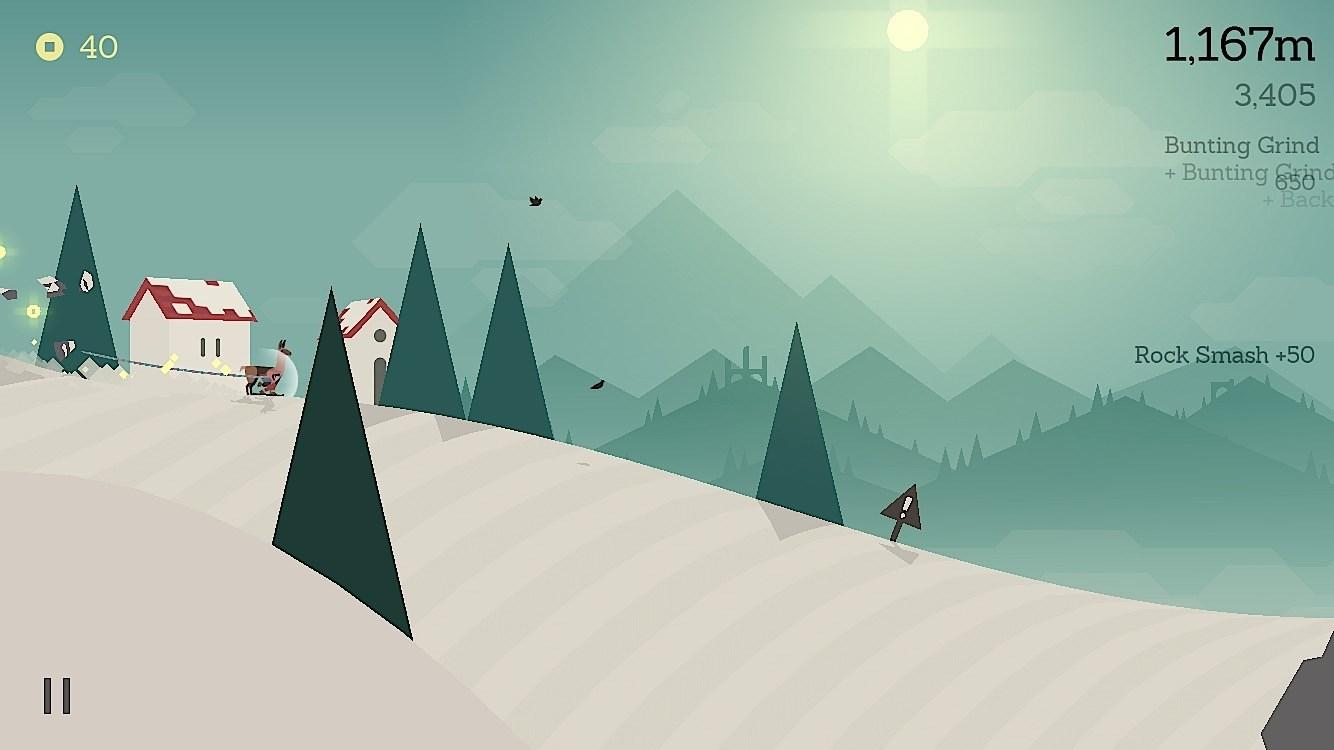 40
1,167m
3,405
Bunting Grind
+ Bunting Grind
650
+ Back
Rock Smash +50
!